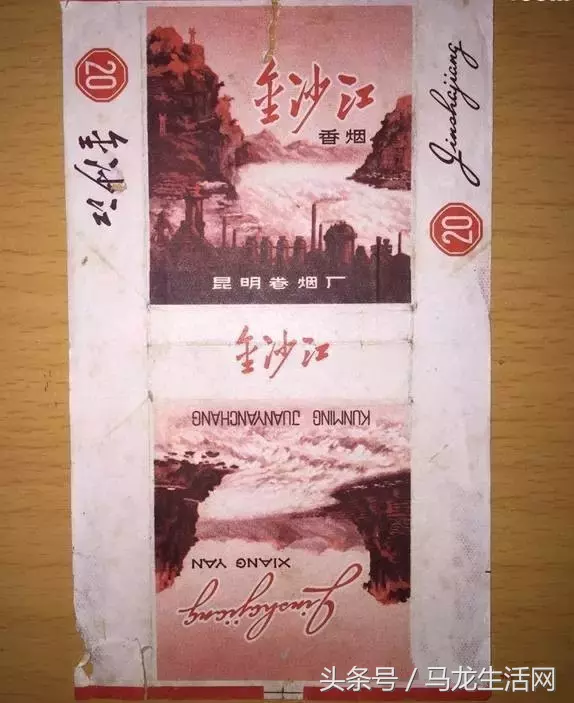 20
金沙江
香烟
Jinshajiang
金沙江
20
昆明卷烟厂
金沙江
KUNMING JUANYANCHANG
XIANG YAN
Jinshajiang
头条号/马龙生活网